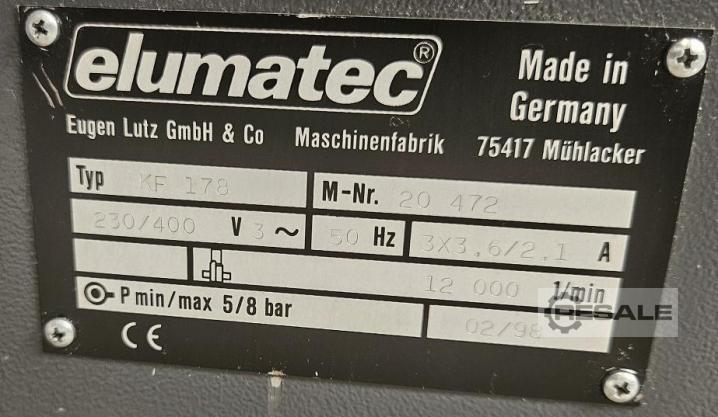 elumatec®
Made in
Germany
Eugen Lutz GmbH & Co Maschinenfabrik 75417 Mühlacker
Typ KF 178 M-Nr. 20 472
230/400 V 3 ~ 50 Hz 3X3.6/2.1 A
12 000 1/min
P min/max 5/8 bar 02/98
CE
RESALE